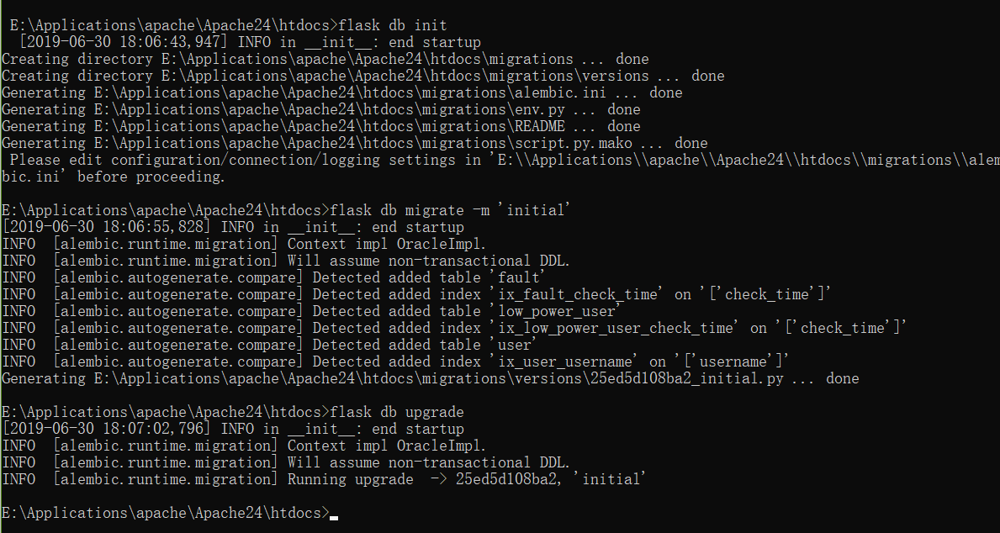 E:\Applications\apache\Apache24\htdocs>flask db init
[2019-06-30 18:06:43,947] INFO in __init__: end startup
Creating directory E:\Applications\apache\Apache24\htdocs\migrations ... done
Creating directory E:\Applications\apache\Apache24\htdocs\migrations\versions ... done
Generating E:\Applications\apache\Apache24\htdocs\migrations\alembic.ini ... done
Generating E:\Applications\apache\Apache24\htdocs\migrations\env.py ... done
Generating E:\Applications\apache\Apache24\htdocs\migrations\README ... done
Generating E:\Applications\apache\Apache24\htdocs\migrations\script.py.mako ... done
Please edit configuration/connection/logging settings in 'E:\\Applications\\apache\\Apache24\\htdocs\\migrations\\alem
bic.ini' before proceeding.
E:\Applications\apache\Apache24\htdocs>flask db migrate -m 'initial'
[2019-06-30 18:06:55,828] INFO in __init__: end startup
INFO  [alembic.runtime.migration] Context impl OracleImpl.
INFO  [alembic.runtime.migration] Will assume non-transactional DDL.
INFO  [alembic.autogenerate.compare] Detected added table 'fault'
INFO  [alembic.autogenerate.compare] Detected added index 'ix_fault_check_time' on '['check_time']'
INFO  [alembic.autogenerate.compare] Detected added table 'low_power_user'
INFO  [alembic.autogenerate.compare] Detected added index 'ix_low_power_user_check_time' on '['check_time']'
INFO  [alembic.autogenerate.compare] Detected added table 'user'
INFO  [alembic.autogenerate.compare] Detected added index 'ix_user_username' on '['username']'
Generating E:\Applications\apache\Apache24\htdocs\migrations\versions\25ed5d108ba2_initial.py ... done
E:\Applications\apache\Apache24\htdocs>flask db upgrade
[2019-06-30 18:07:02,796] INFO in __init__: end startup
INFO  [alembic.runtime.migration] Context impl OracleImpl.
INFO  [alembic.runtime.migration] Will assume non-transactional DDL.
INFO  [alembic.runtime.migration] Running upgrade  -> 25ed5d108ba2, 'initial'
E:\Applications\apache\Apache24\htdocs>